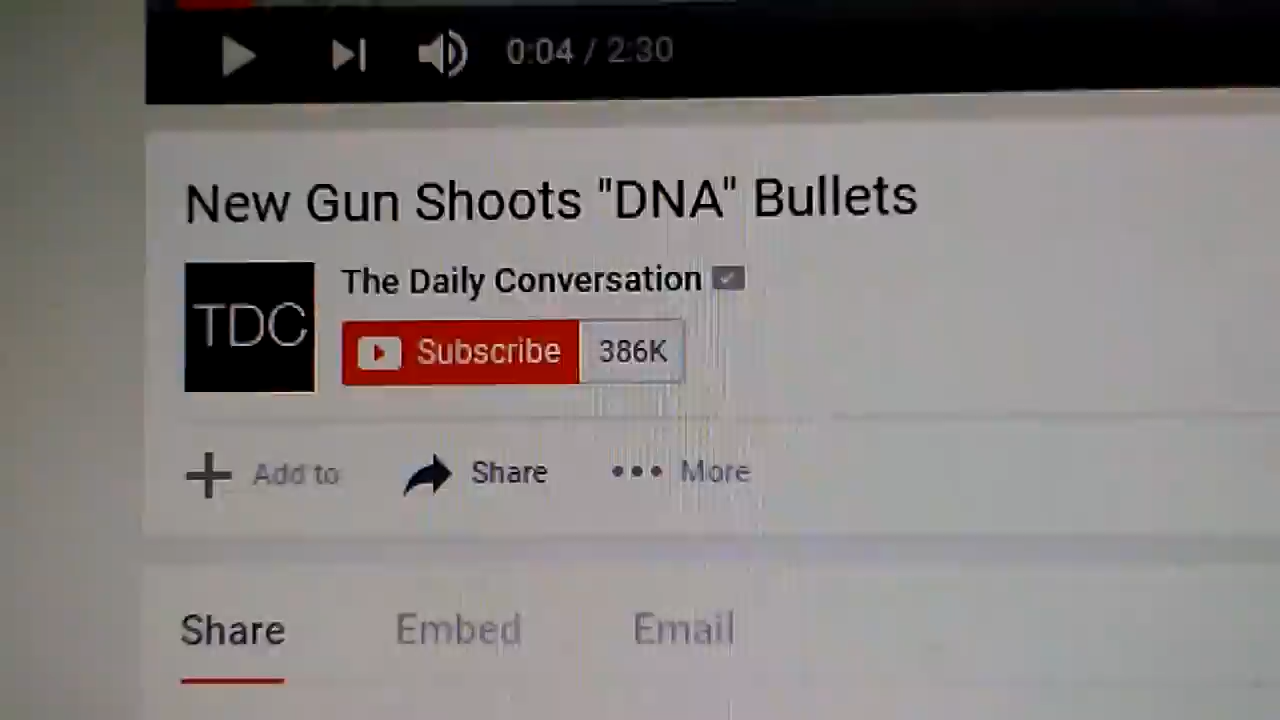 0:04 / 2:30
New Gun Shoots "DNA" Bullets
TDC
The Daily Conversation
Subscribe 386K
Add to Share More
Share Embed Email